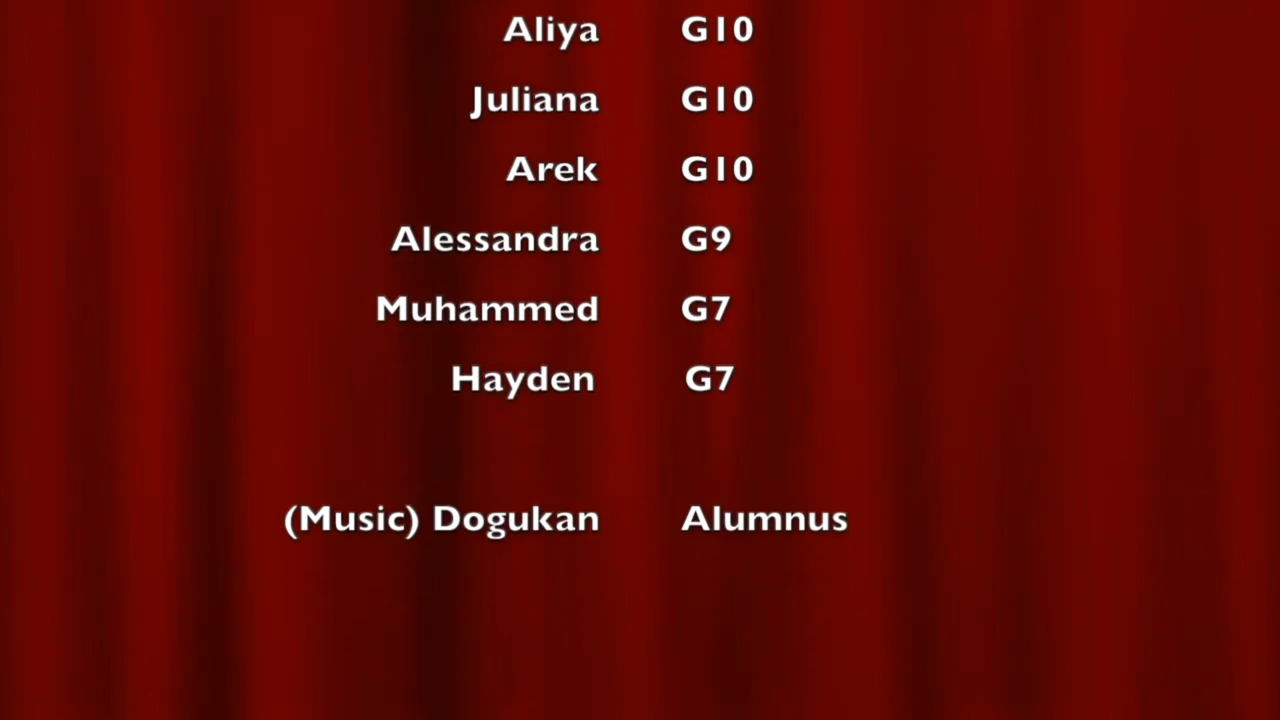 Aliya G10
Juliana G10
Arek G10
Alessandra G9
Muhammed G7
Hayden G7
(Music) Dogukan Alumnus